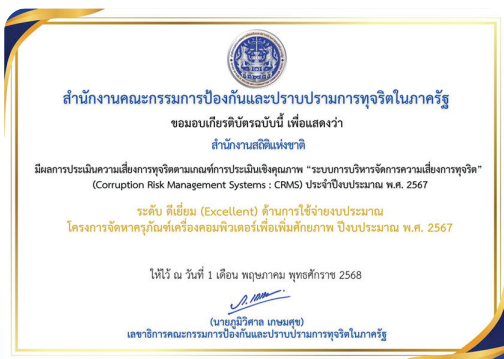 สำนักงานคณะกรรมการป้องกันและปราบปรามการทุจริตในภาครัฐ
ขอมอบเกียรติบัตรฉบับนี้ เพื่อแสดงว่า
สำนักงานสถิติแห่งชาติ
มีผลการประเมินความเสี่ยงการทุจริตตามเกณฑ์การประเมินเชิงคุณภาพ “ระบบการบริหารจัดการความเสี่ยงการทุจริต”
(Corruption Risk Management Systems : CRMS) ประจำปีงบประมาณ พ.ศ. 2567
ระดับ ดีเยี่ยม (Excellent) ด้านการใช้จ่ายงบประมาณ
โครงการจัดหาครุภัณฑ์เครื่องคอมพิวเตอร์เพื่อเพิ่มศักยภาพ ปีงบประมาณ พ.ศ. 2567
ให้ไว้ ณ วันที่ 1 เดือน พฤษภาคม พุทธศักราช 2568
(นายภูมิวิศาล เกษมศุข)
เลขาธิการคณะกรรมการป้องกันและปราบปรามการทุจริตในภาครัฐ